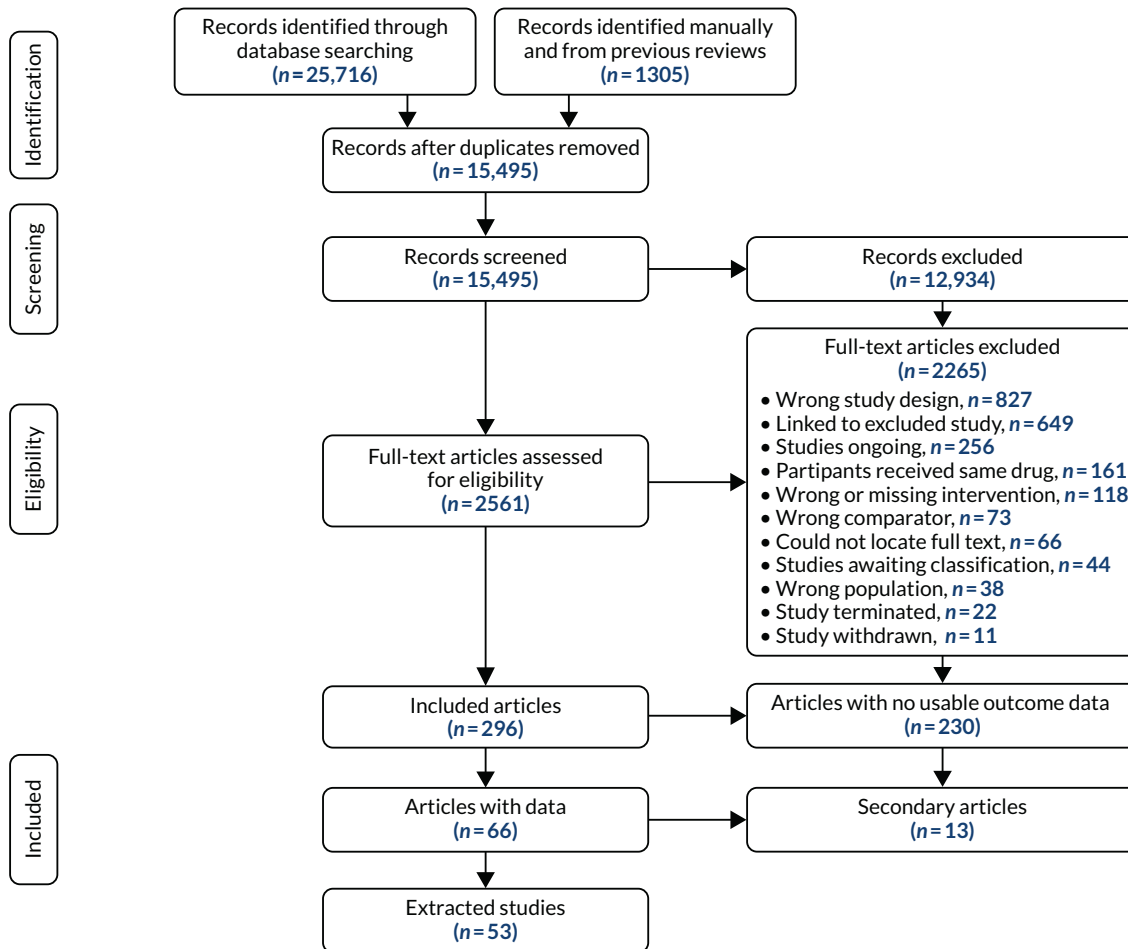 Identification
Records identified through
database searching
(n = 25,716)
Records identified manually
and from previous reviews
(n = 1305)
Records after duplicates removed
(n = 15,495)
Screening
Records screened
(n = 15,495)
Records excluded
(n = 12,934)
Eligibility
Full-text articles assessed
for eligibility
(n = 2561)
Full-text articles excluded
(n = 2265)
• Wrong study design, n = 827
• Linked to excluded study, n = 649
• Studies ongoing, n = 256
• Partipants received same drug, n = 161
• Wrong or missing intervention, n = 118
• Wrong comparator, n = 73
• Could not locate full text, n = 66
• Studies awaiting classification, n = 44
• Wrong population, n = 38
• Study terminated, n = 22
• Study withdrawn, n = 11
Included articles
(n = 296)
Articles with no usable outcome data
(n = 230)
Included
Articles with data
(n = 66)
Secondary articles
(n = 13)
Extracted studies
(n = 53)